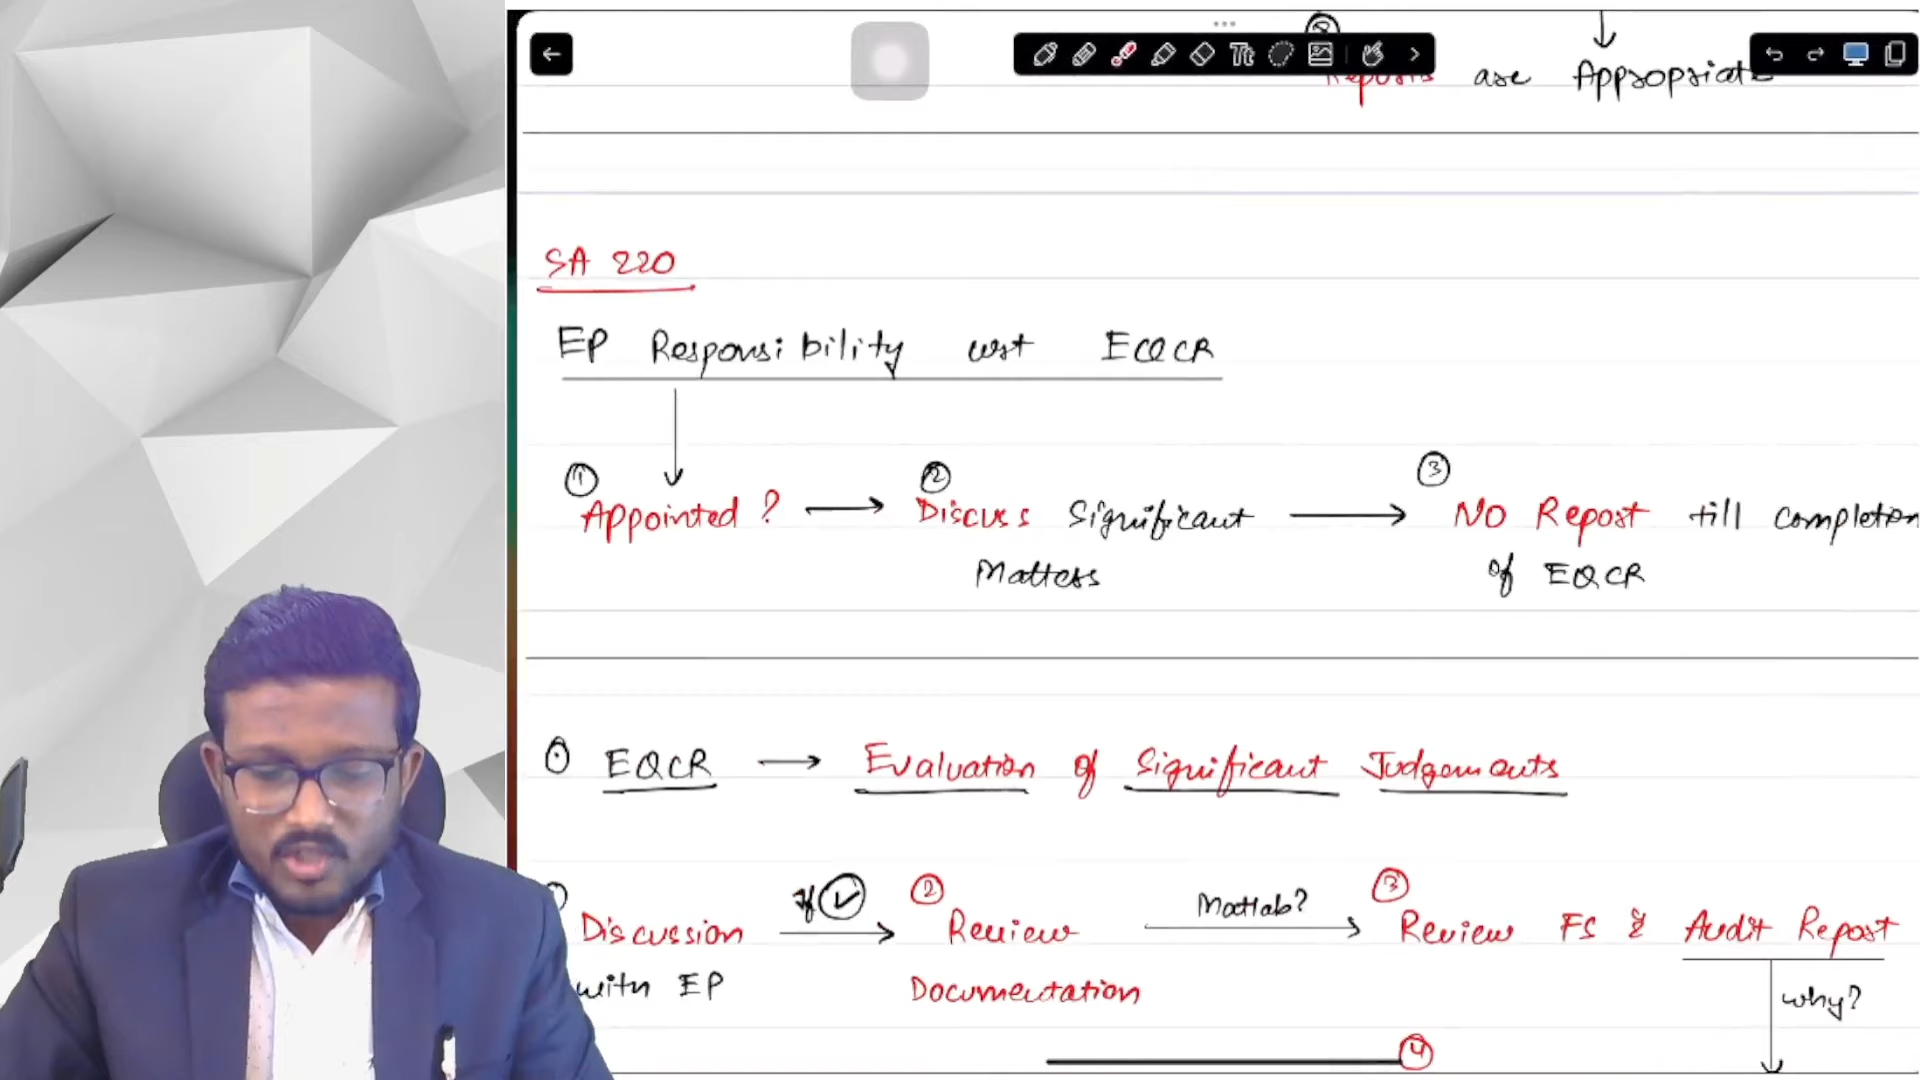 Reports are Appropriate
SA 220
EP Responsibility wrt EQCR
① Appointed ? → ② Discuss Significant → ③ No Report till completion
Matters
of EQCR
EQCR → Evaluation of Significant Judgements
Discussion If ✓ → ② Review Matlab? → ③ Review FS & Audit Report
with EP
Documentation
why?
④